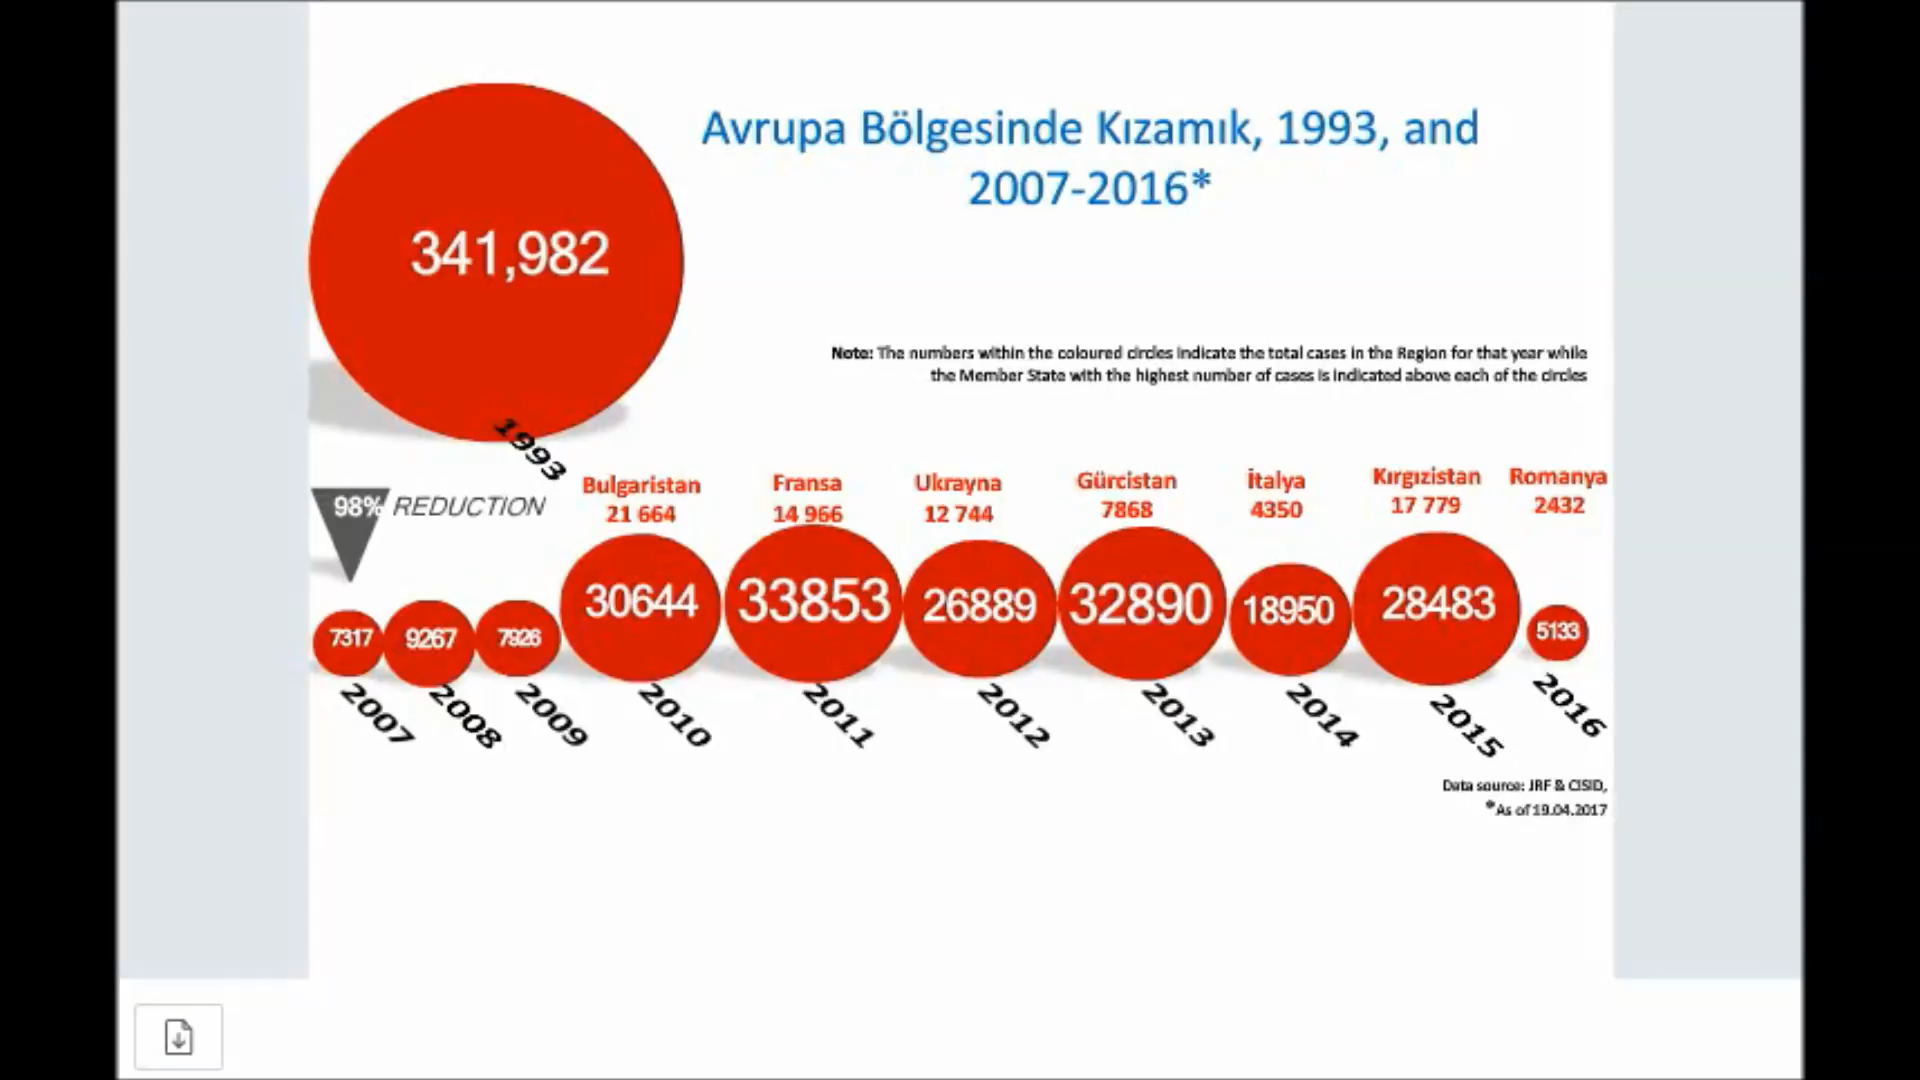 Avrupa Bölgesinde Kızamık, 1993, and
2007-2016*
341,982
1993
Note: The numbers within the coloured circles indicate the total cases in the Region for that year while
the Member State with the highest number of cases is indicated above each of the circles
98% REDUCTION
Bulgaristan
21 664
Fransa
14 966
Ukrayna
12 744
Gürcistan
7868
İtalya
4350
Kırgızistan
17 779
Romanya
2432
7317
9267
7926
30644
33853
26889
32890
18950
28483
5133
2007
2008
2009
2010
2011
2012
2013
2014
2015
2016
Data source: JRF & CISID,
*As of 19.04.2017